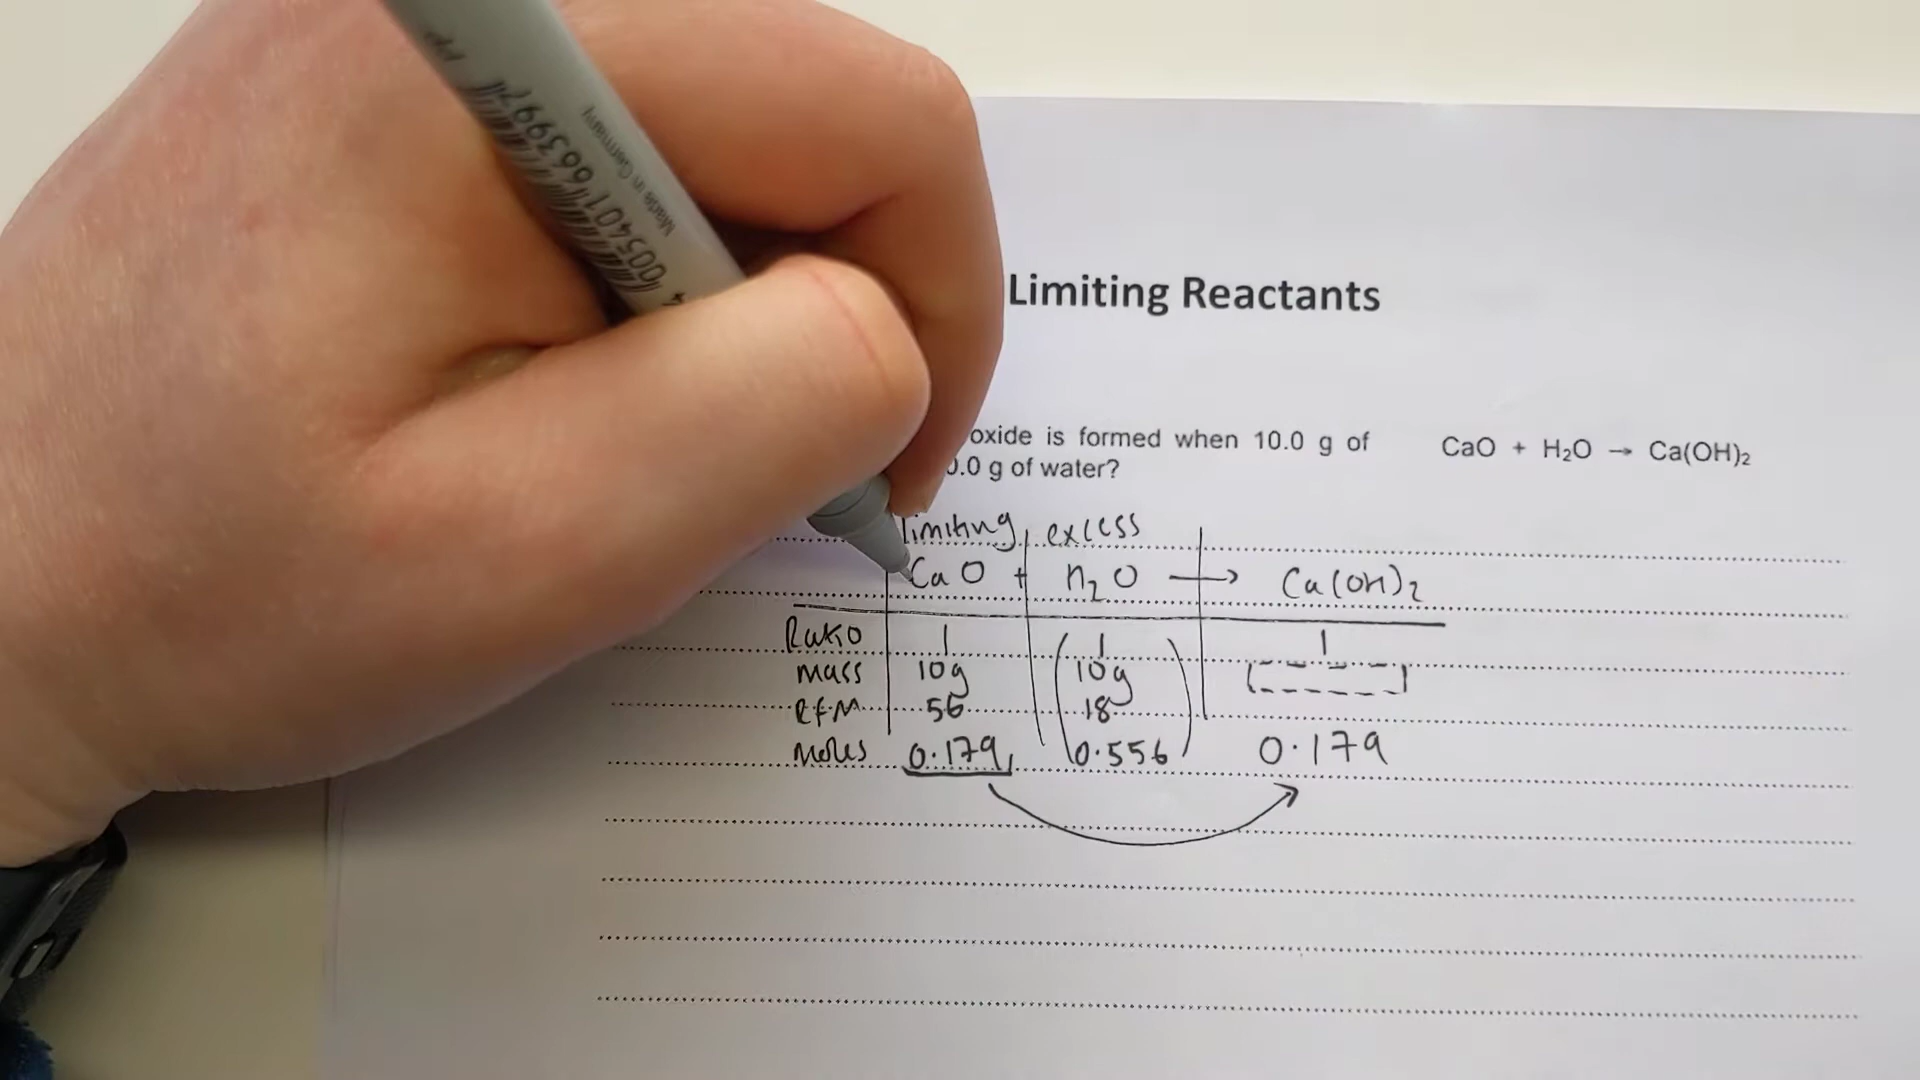 4005401663997
Made in Germany
Limiting Reactants
oxide is formed when 10.0 g of CaO + H₂O → Ca(OH)₂
.0 g of water?
limiting excess
CaO + H₂O → Ca(OH)₂
Ratio 1 1 1
mass 10g 10g
RfM 56 18
Moles 0.179 0.556 0.179